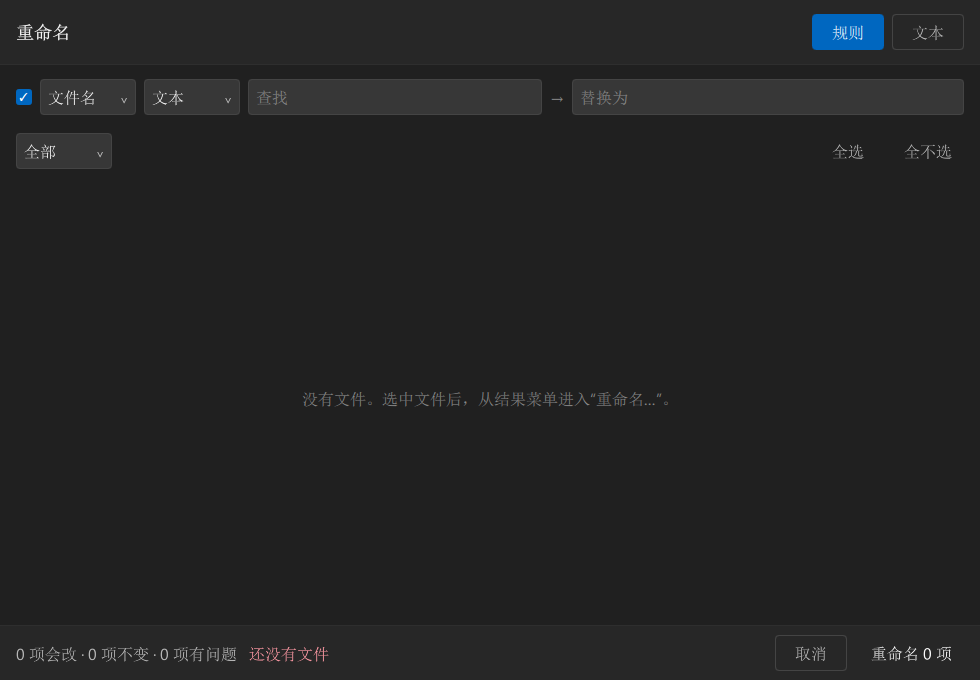 重命名 规则 文本
文件名 文本 查找 → 替换为
全部 全选 全不选
没有文件。选中文件后，从结果菜单进入“重命名…”。
0 项会改 · 0 项不变 · 0 项有问题 还没有文件 取消 重命名 0 项